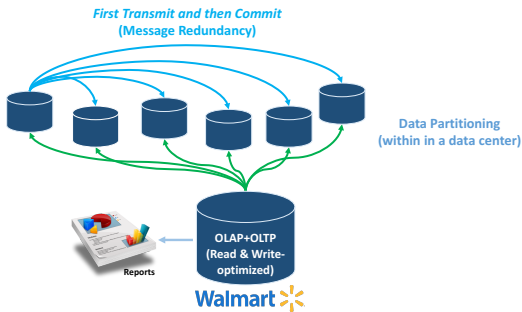 First Transmit and then Commit
(Message Redundancy)
Data Partitioning
(within in a data center)
OLAP+OLTP
(Read & Write-
optimized)
Reports
Walmart